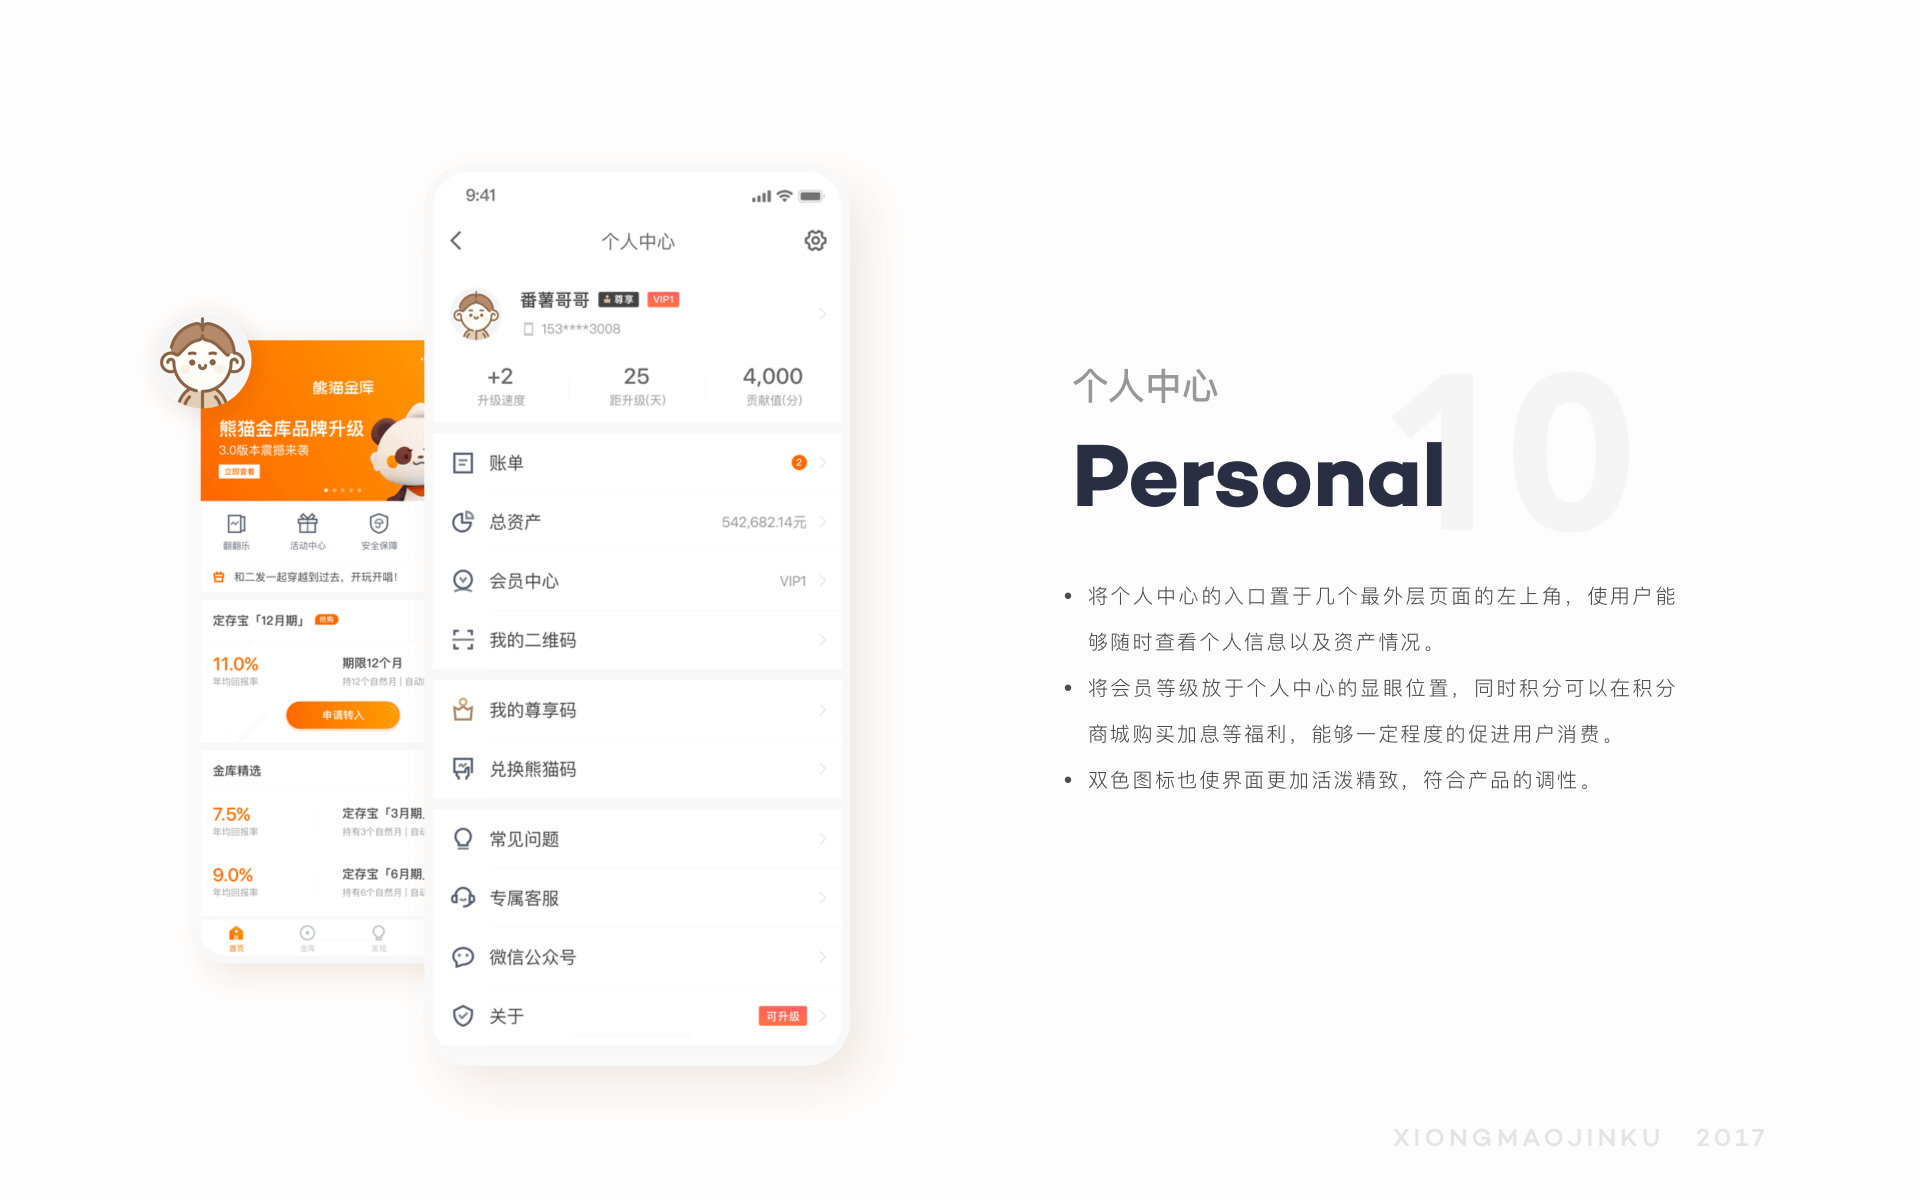 熊猫金库
熊猫金库品牌升级
3.0版本震撼来袭
立即查看
翻翻乐
活动中心
安全保障
和二发一起穿越到过去，开玩开唱！
定存宝「12月期」
抢购
11.0%
年均回报率
期限12个月
持12个自然月 | 自动
申请转入
金库精选
7.5%
年均回报率
定存宝「3月期
持有3个自然月 | 自动
9.0%
年均回报率
定存宝「6月期
持有6个自然月 | 自动
首页
金库
发现
9:41
个人中心
番薯哥哥
尊享
VIP1
153****3008
+2
升级速度
25
距升级(天)
4,000
贡献值(分)
账单
2
总资产
542,682.14元
会员中心
VIP1
我的二维码
我的尊享码
兑换熊猫码
常见问题
专属客服
微信公众号
关于
可升级
个人中心
10
Personal
• 将个人中心的入口置于几个最外层页面的左上角，使用户能
够随时查看个人信息以及资产情况。
• 将会员等级放于个人中心的显眼位置，同时积分可以在积分
商城购买加息等福利，能够一定程度的促进用户消费。
• 双色图标也使界面更加活泼精致，符合产品的调性。
XIONGMAOJINKU 2017